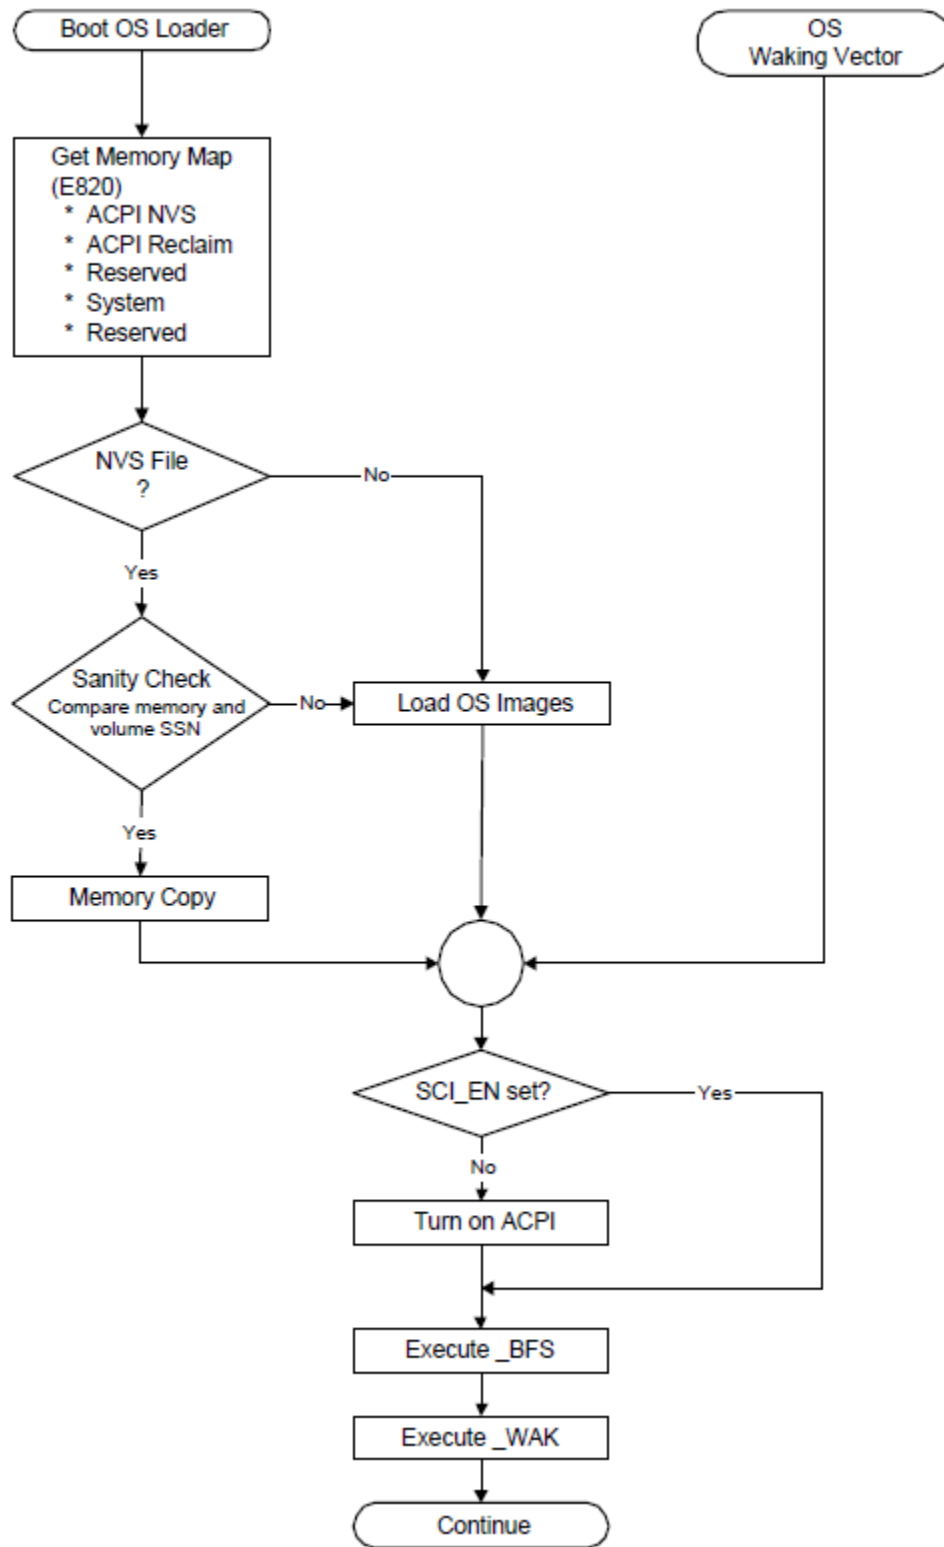 Boot OS Loader
OS
Waking Vector
Get Memory Map
(E820)
* ACPI NVS
* ACPI Reclaim
* Reserved
* System
* Reserved
NVS File
?
No
Yes
Sanity Check
Compare memory and
volume SSN
No
Load OS Images
Yes
Memory Copy
SCI_EN set?
Yes
No
Turn on ACPI
Execute _BFS
Execute _WAK
Continue